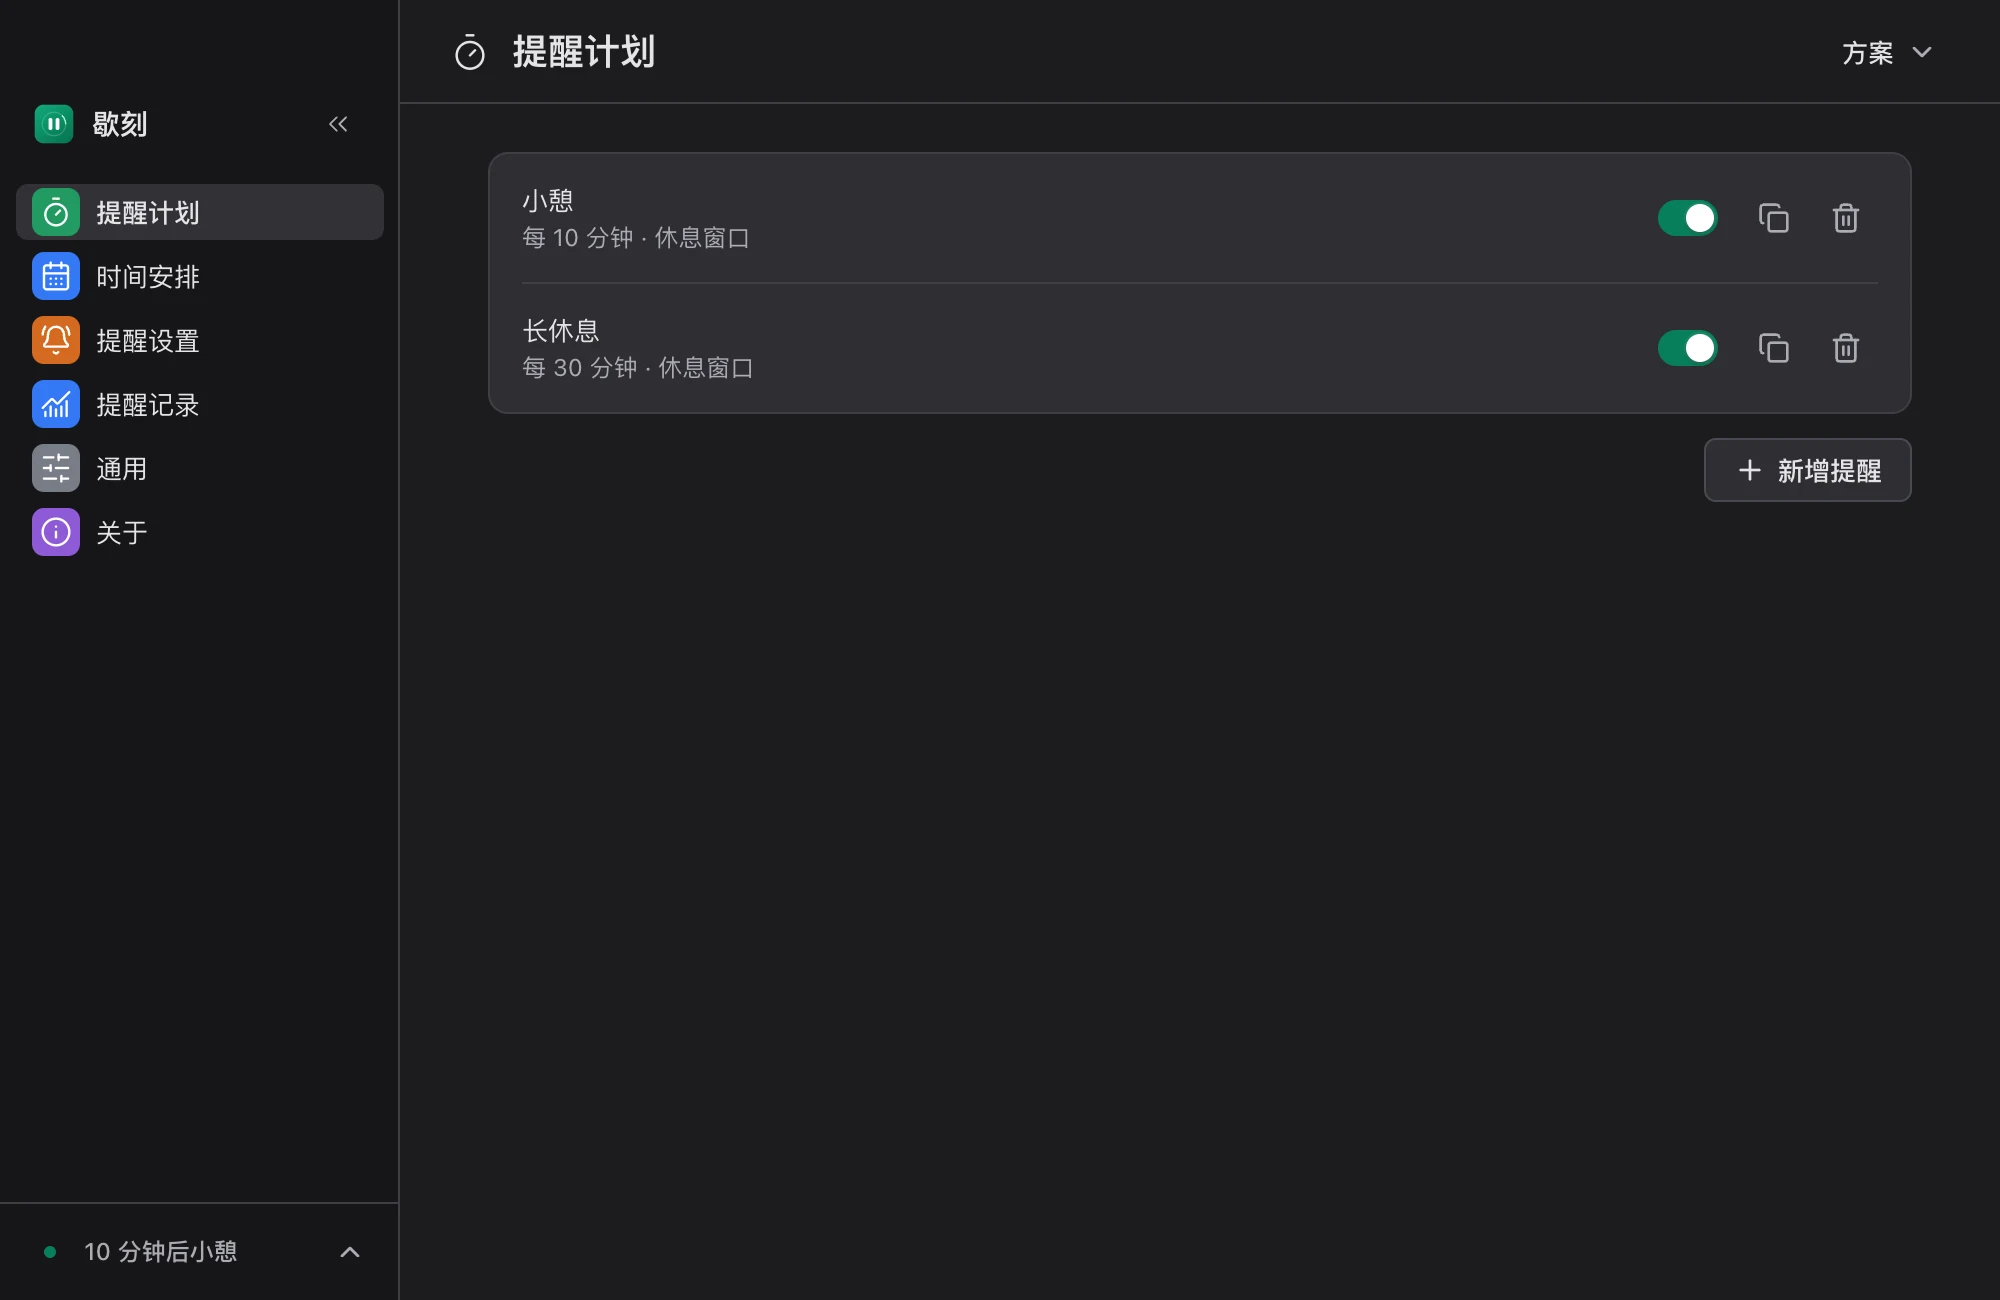 歇刻
提醒计划
时间安排
提醒设置
提醒记录
通用
关于
10 分钟后小憩
提醒计划
方案
小憩
每 10 分钟 · 休息窗口
长休息
每 30 分钟 · 休息窗口
新增提醒